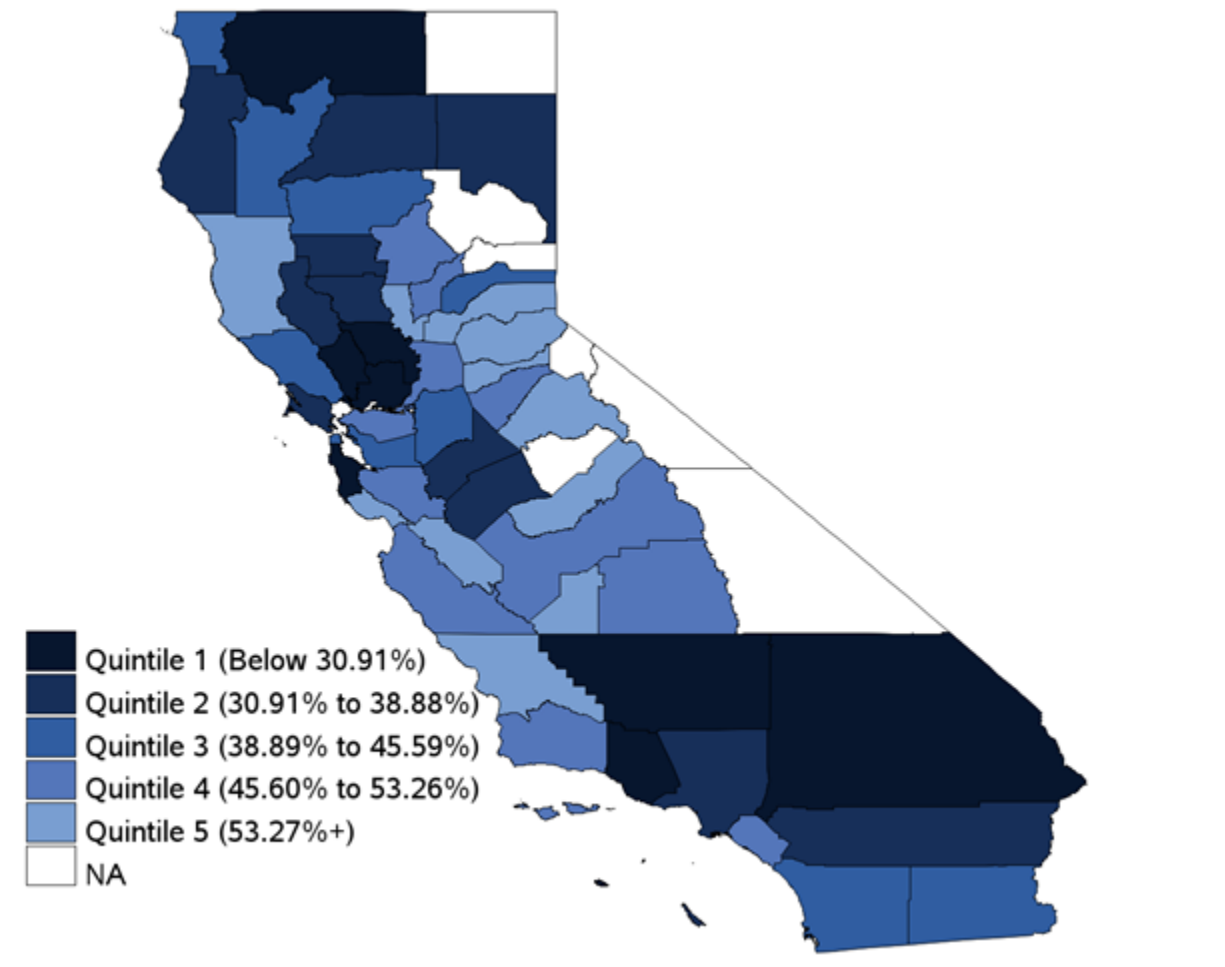 Quintile 1 (Below 30.91%)
Quintile 2 (30.91% to 38.88%)
Quintile 3 (38.89% to 45.59%)
Quintile 4 (45.60% to 53.26%)
Quintile 5 (53.27%+)
NA